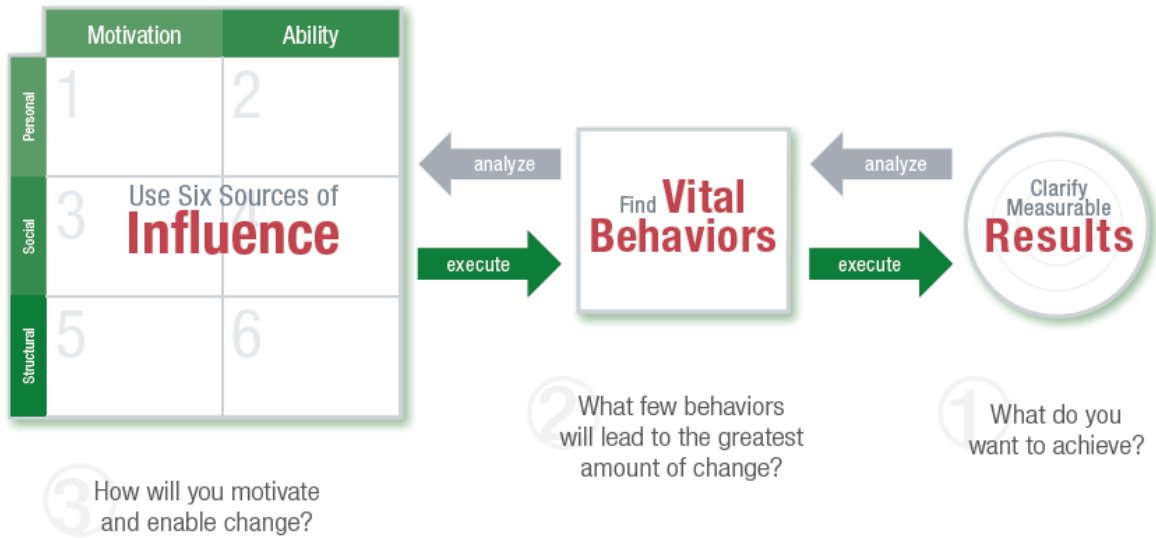 Motivation
Ability
Personal
1
2
Social
3
4
Structural
5
6
Use Six Sources of
Influence
analyze
execute
Find Vital
Behaviors
analyze
execute
Clarify
Measurable
Results
3
How will you motivate
and enable change?
2
What few behaviors
will lead to the greatest
amount of change?
1
What do you
want to achieve?